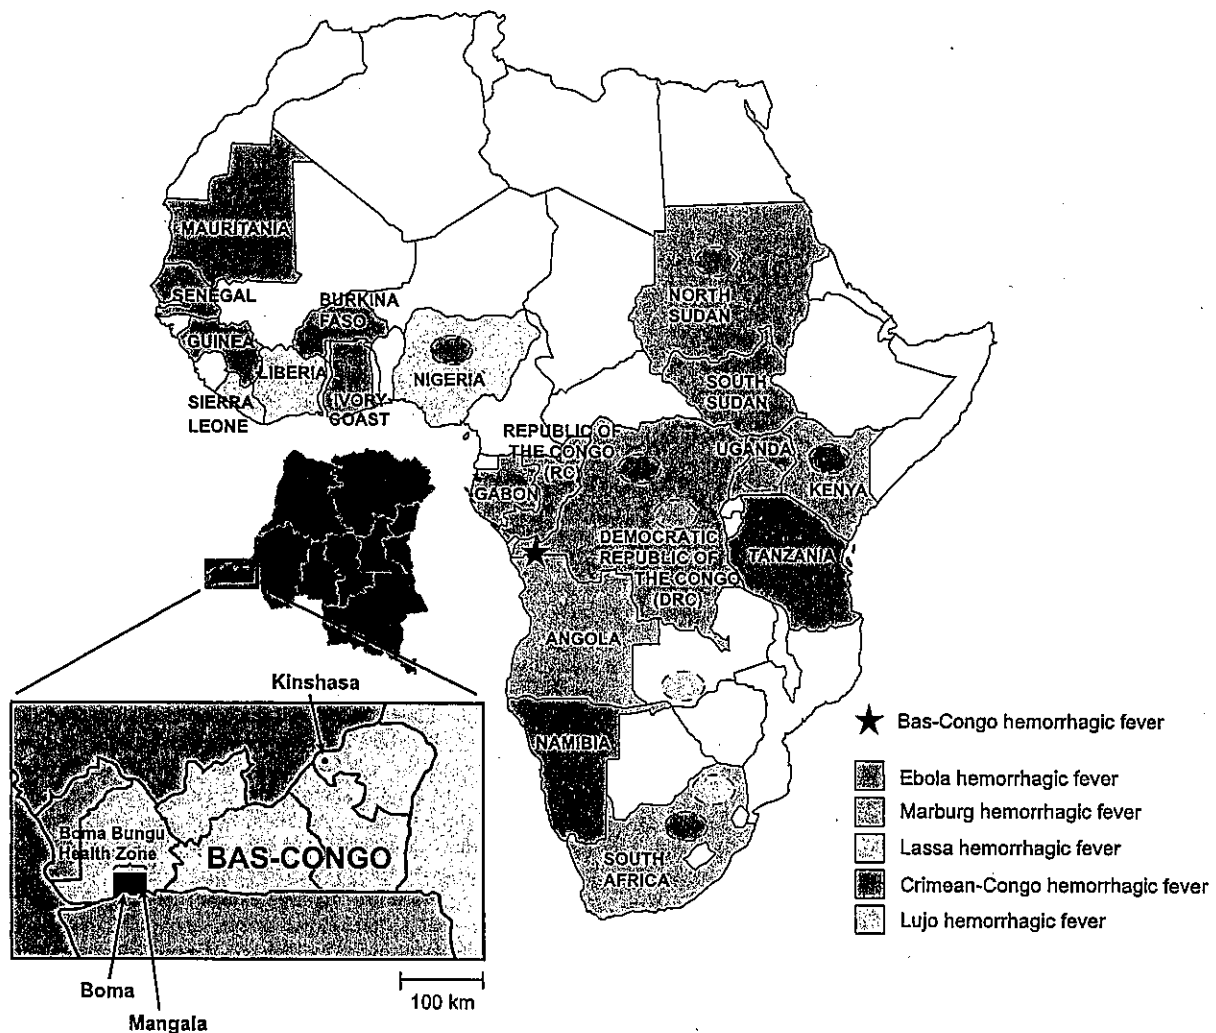 MAURITANIA
SENEGAL
BURKINA
FASO
GUINEA
LIBERIA
SIERRA
LEONE
IVORY
COAST
NIGERIA
NORTH
SUDAN
SOUTH
SUDAN
REPUBLIC OF
THE CONGO
(RC)
UGANDA
GABON
KENYA
DEMOCRATIC
REPUBLIC OF
THE CONGO
(DRC)
TANZANIA
ANGOLA
NAMIBIA
SOUTH
AFRICA
Kinshasa
Boma Bungu
Health Zone
BAS-CONGO
Boma
Mangala
100 km
Bas-Congo hemorrhagic fever
Ebola hemorrhagic fever
Marburg hemorrhagic fever
Lassa hemorrhagic fever
Crimean-Congo hemorrhagic fever
Lujo hemorrhagic fever